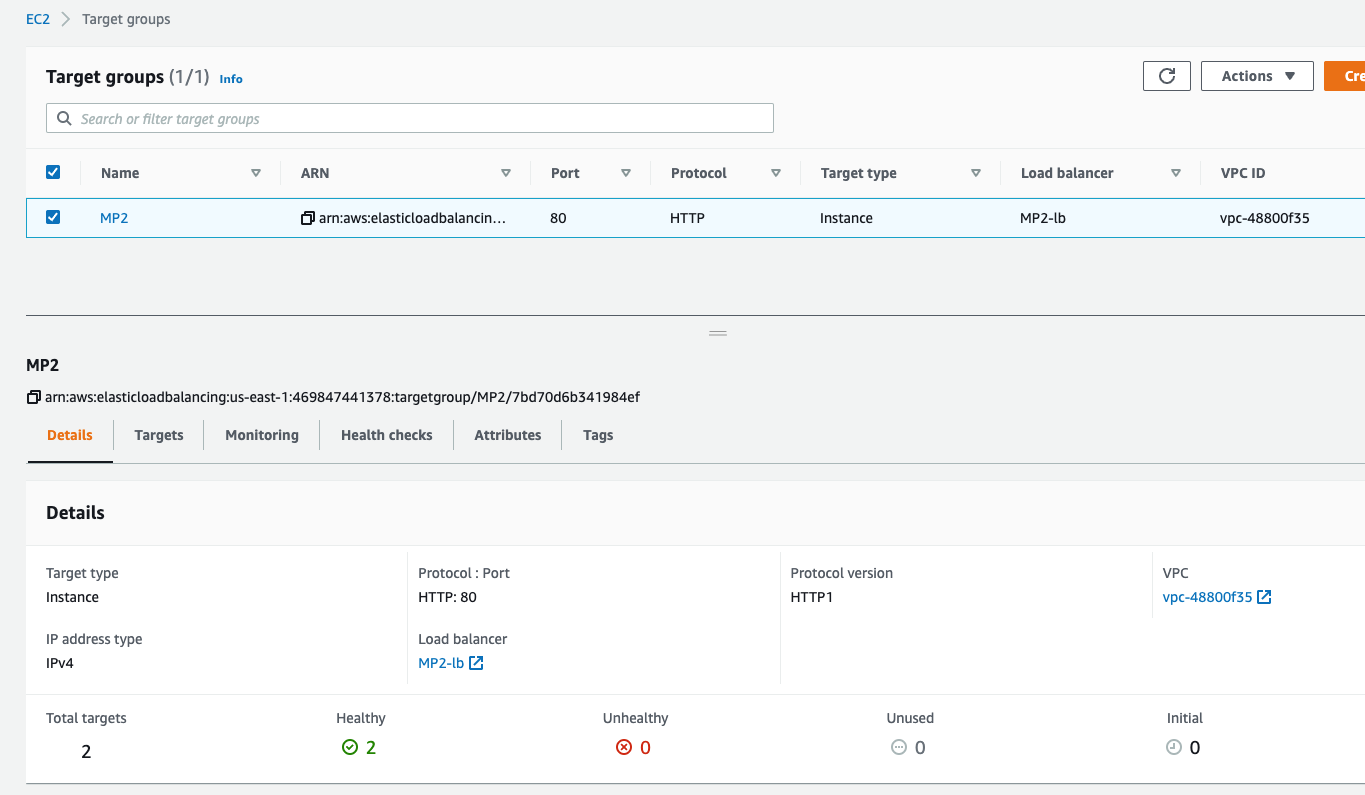 EC2 Target groups
Target groups (1/1) Info
Actions Cre
Search or filter target groups
Name ARN Port Protocol Target type Load balancer VPC ID
MP2 arn:aws:elasticloadbalancin... 80 HTTP Instance MP2-lb vpc-48800f35
MP2
arn:aws:elasticloadbalancing:us-east-1:469847441378:targetgroup/MP2/7bd70d6b341984ef
Details Targets Monitoring Health checks Attributes Tags
Details
Target type Protocol : Port Protocol version VPC
Instance HTTP: 80 HTTP1 vpc-48800f35
IP address type Load balancer
IPv4 MP2-lb
Total targets Healthy Unhealthy Unused Initial
2 2 0 0 0